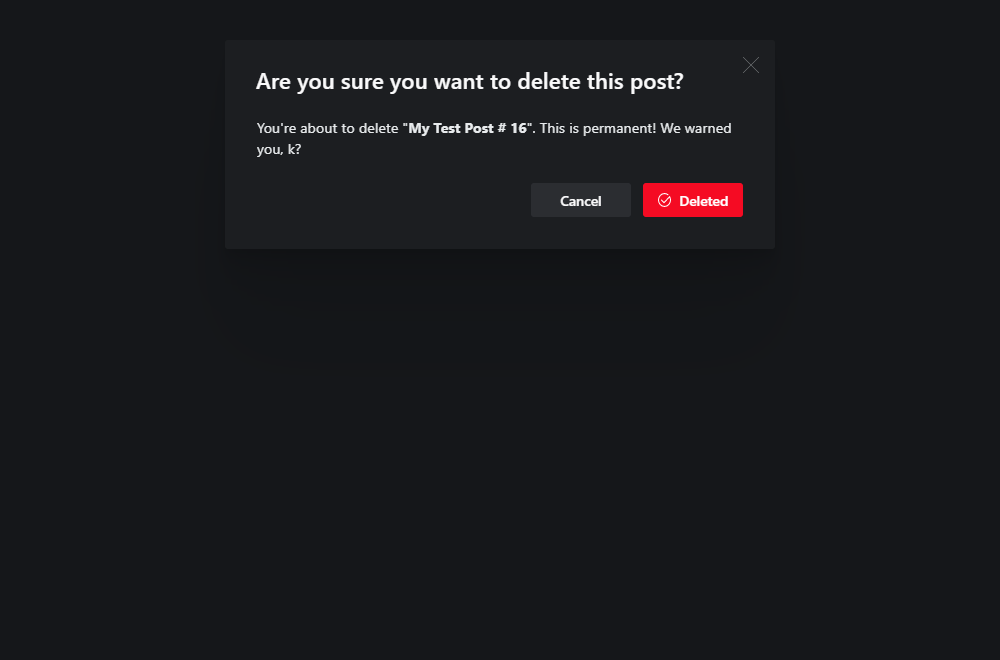 Are you sure you want to delete this post?
You're about to delete "My Test Post # 16". This is permanent! We warned
you, k?
Cancel
Deleted